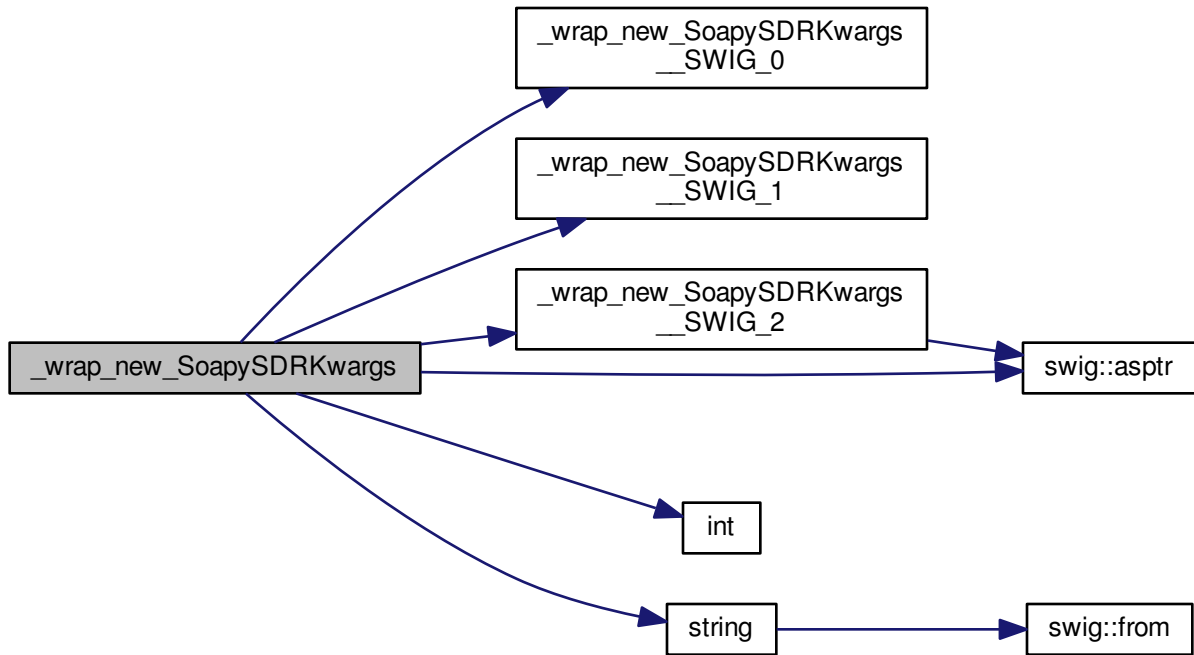 _wrap_new_SoapySDRKwargs
__SWIG_0
_wrap_new_SoapySDRKwargs
__SWIG_1
_wrap_new_SoapySDRKwargs
__SWIG_2
_wrap_new_SoapySDRKwargs
swig::asptr
int
string
swig::from